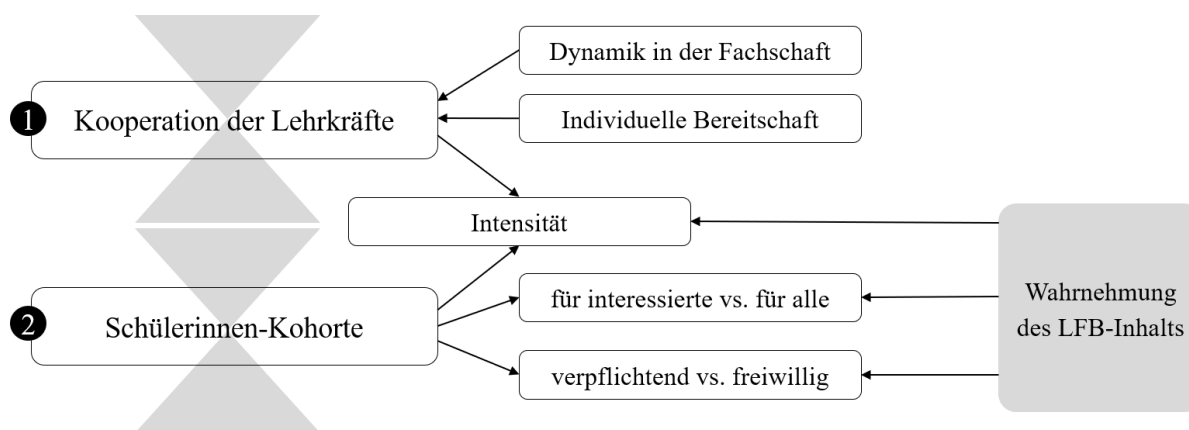 Dynamik in der Fachschaft
1
Kooperation der Lehrkräfte
Individuelle Bereitschaft
Intensität
2
Schülerinnen-Kohorte
für interessierte vs. für alle
verpflichtend vs. freiwillig
Wahrnehmung
des LFB-Inhalts